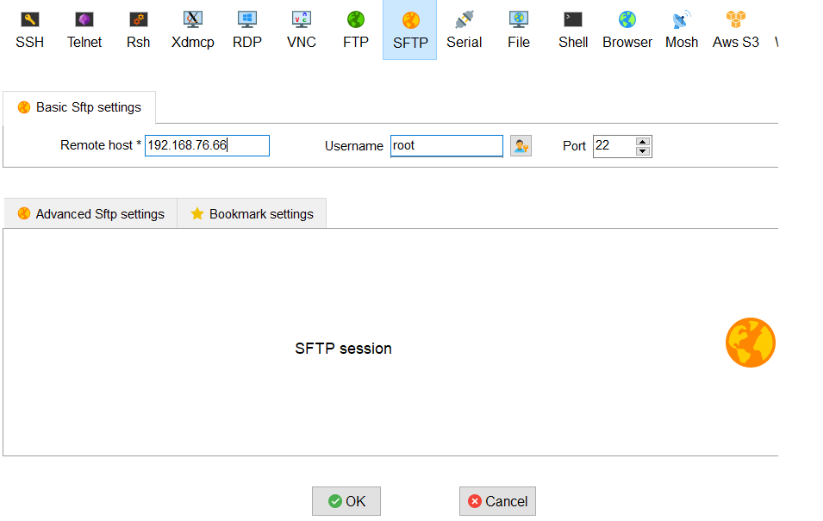 SSH Telnet Rsh Xdmcp RDP VNC FTP SFTP Serial File Shell Browser Mosh Aws S3
Basic Sftp settings
Remote host * 192.168.76.66 Username root Port 22
Advanced Sftp settings Bookmark settings
SFTP session
OK Cancel